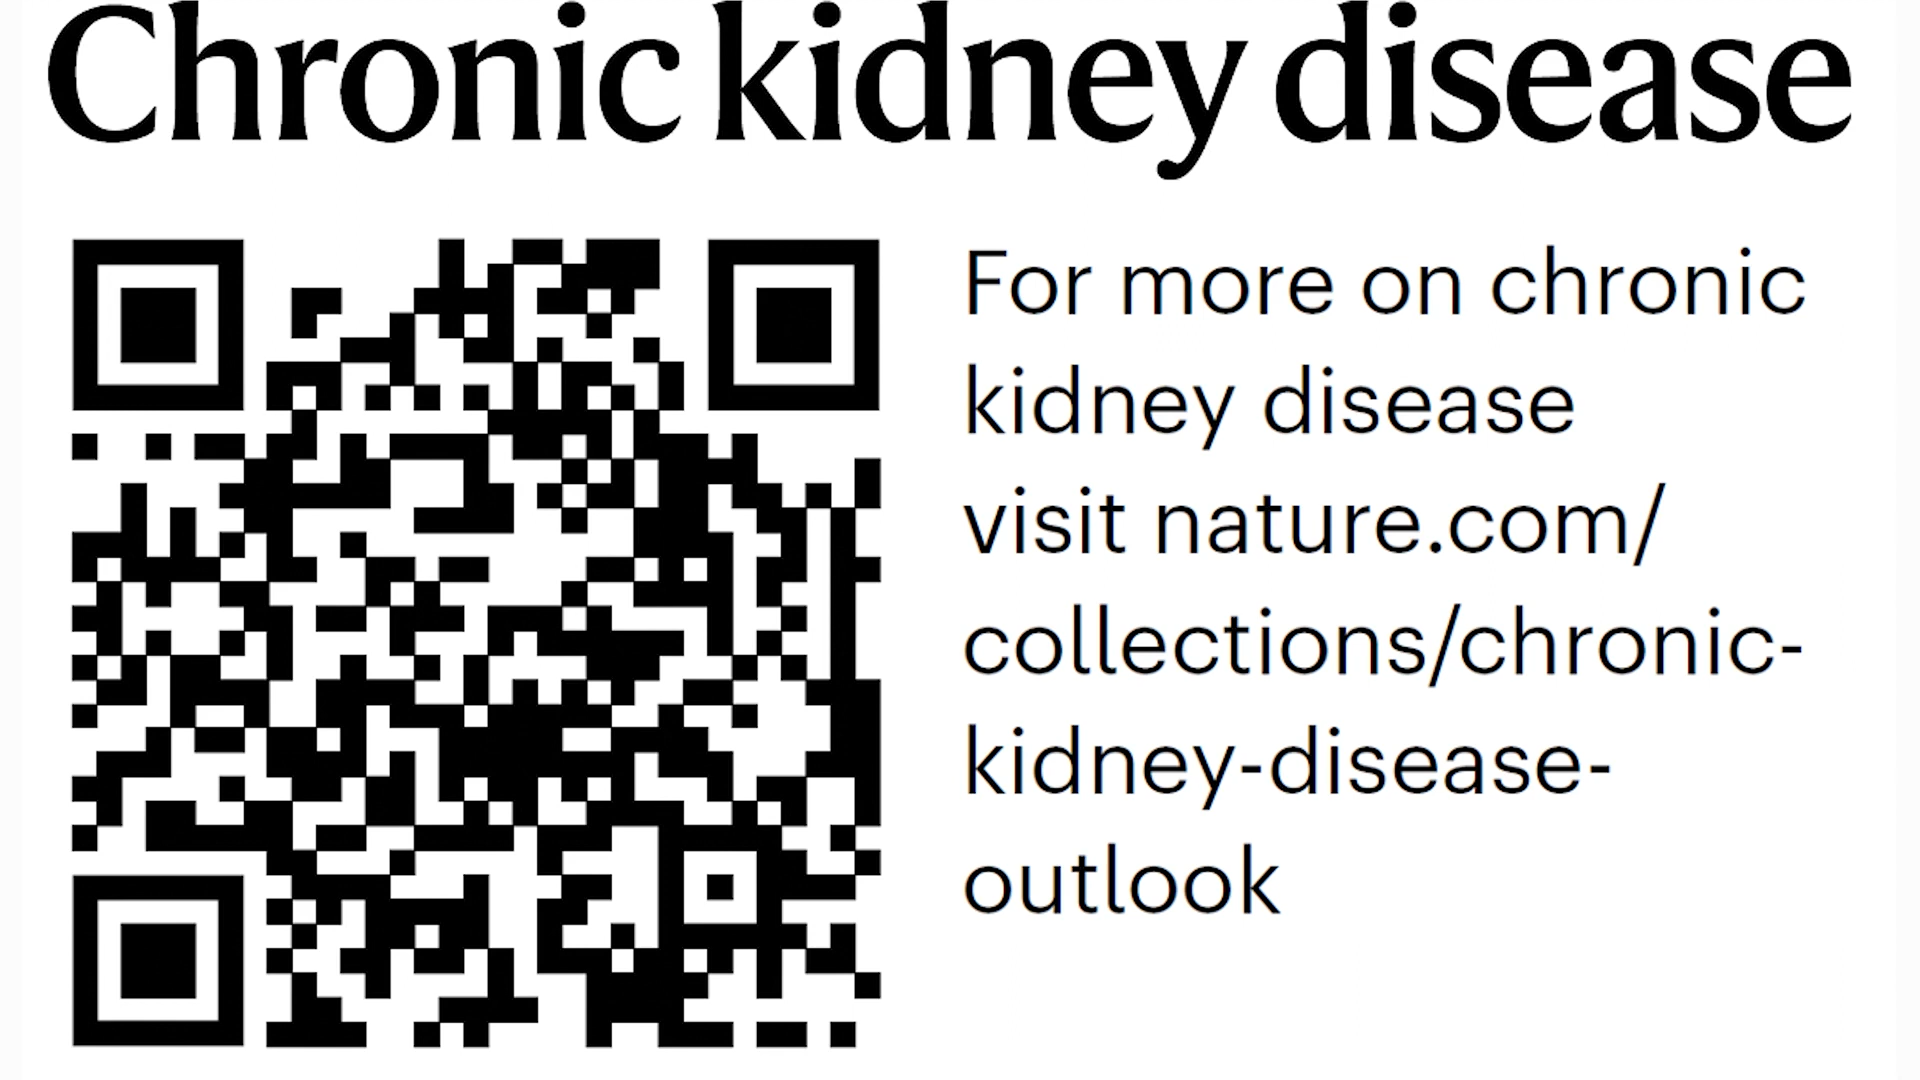 Chronic kidney disease
For more on chronic
kidney disease
visit nature.com/
collections/chronic-
kidney-disease-
outlook